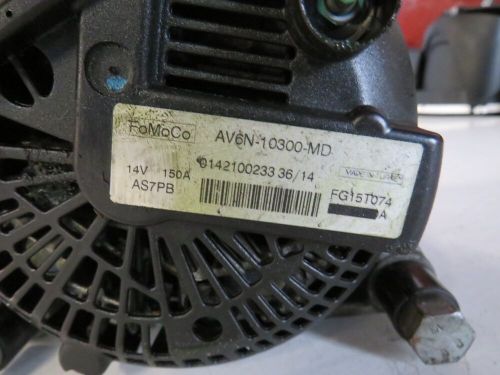 FoMoCo AV6N-10300-MD
14V 150A 0142100233 36/14
AS7PB FG15T074
A